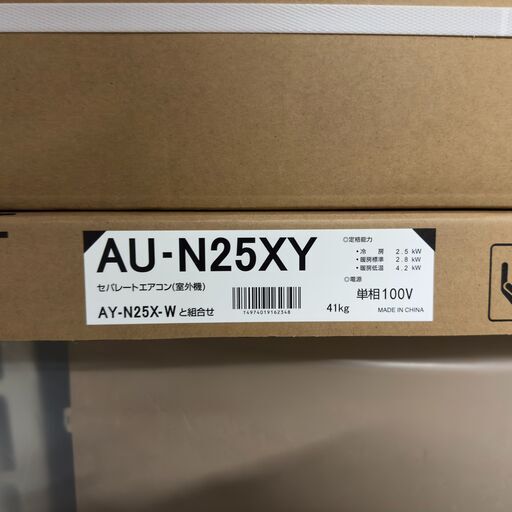 AU-N25XY
セパレートエアコン(室外機)
AY-N25X-W と組合せ
T4974019162348
41kg
◎定格能力
・冷　房　2.5 kW
・暖房標準　2.8 kW
・暖房低温　4.2 kW
◎電源
単相100V
MADE IN CHINA